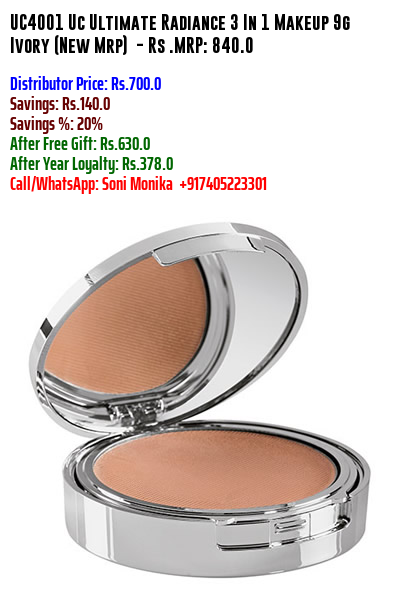 UC4001 Uc Ultimate Radiance 3 In 1 Makeup 9g
Ivory (New Mrp) - Rs .MRP: 840.0
Distributor Price: Rs.700.0
Savings: Rs.140.0
Savings %: 20%
After Free Gift: Rs.630.0
After Year Loyalty: Rs.378.0
Call/WhatsApp: Soni Monika +917405223301